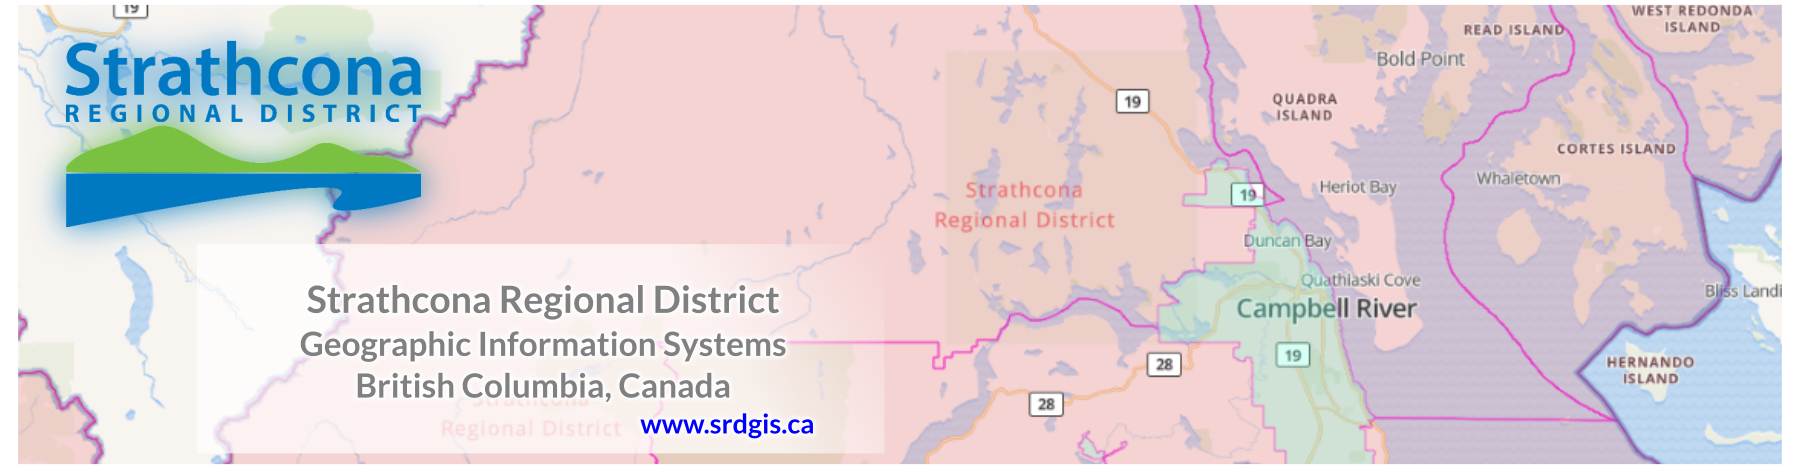 19
Strathcona
REGIONAL DISTRICT
WEST REDONDA
ISLAND
READ ISLAND
Bold Point
QUADRA
ISLAND
19
CORTES ISLAND
Whaletown
Heriot Bay
Strathcona
Regional District
19
Duncan Bay
Quathiaski Cove
Campbell River
Bliss Landi
Strathcona Regional District
Geographic Information Systems
British Columbia, Canada
www.srdgis.ca
Strathcona
Regional District
19
28
28
HERNANDO
ISLAND